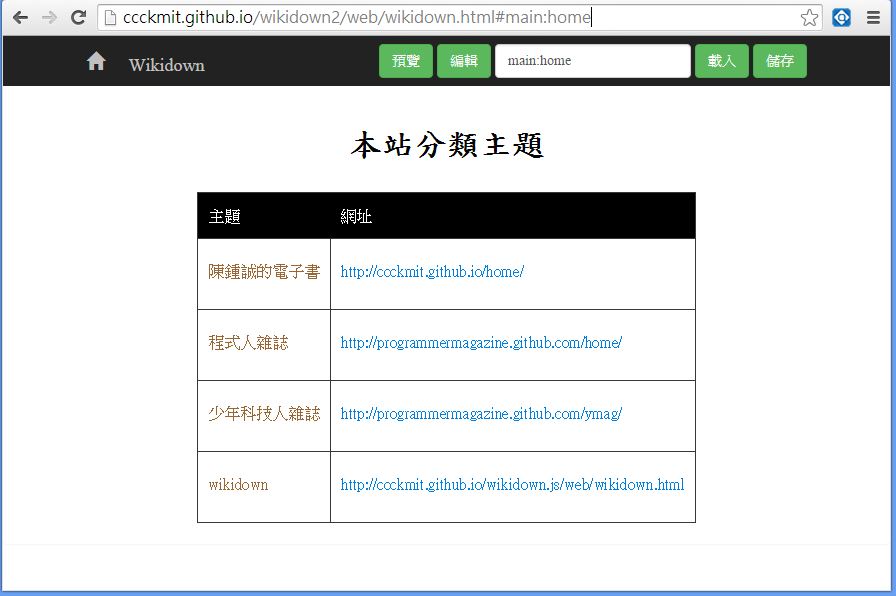 ccckmit.github.io/wikidown2/web/wikidown.html#main:home
Wikidown 預覽 編輯 main:home 載入 儲存
本站分類主題
主題 網址
陳鍾誠的電子書 http://ccckmit.github.io/home/
程式人雜誌 http://programmermagazine.github.com/home/
少年科技人雜誌 http://programmermagazine.github.com/ymag/
wikidown http://ccckmit.github.io/wikidown.js/web/wikidown.html